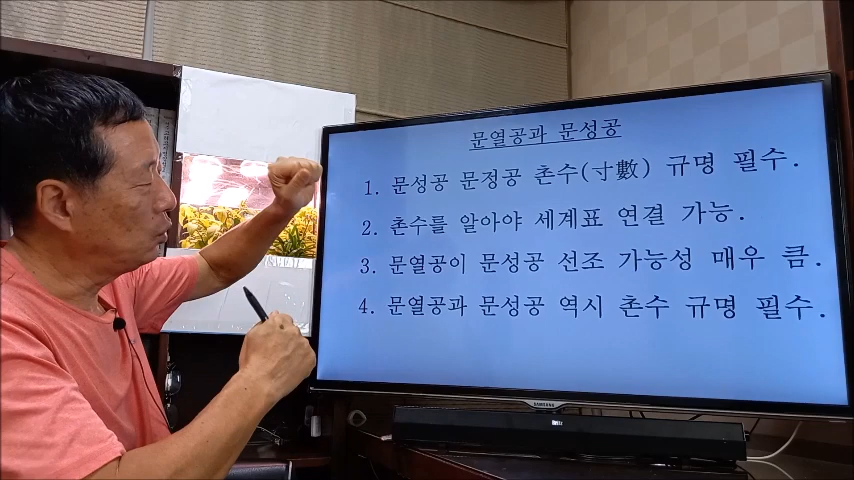 문열공과 문성공
1. 문성공 문정공 촌수(寸數) 규명 필수.
2. 촌수를 알아야 세계표 연결 가능.
3. 문열공이 문성공 선조 가능성 매우 큼.
4. 문열공과 문성공 역시 촌수 규명 필수.
SAMSUNG